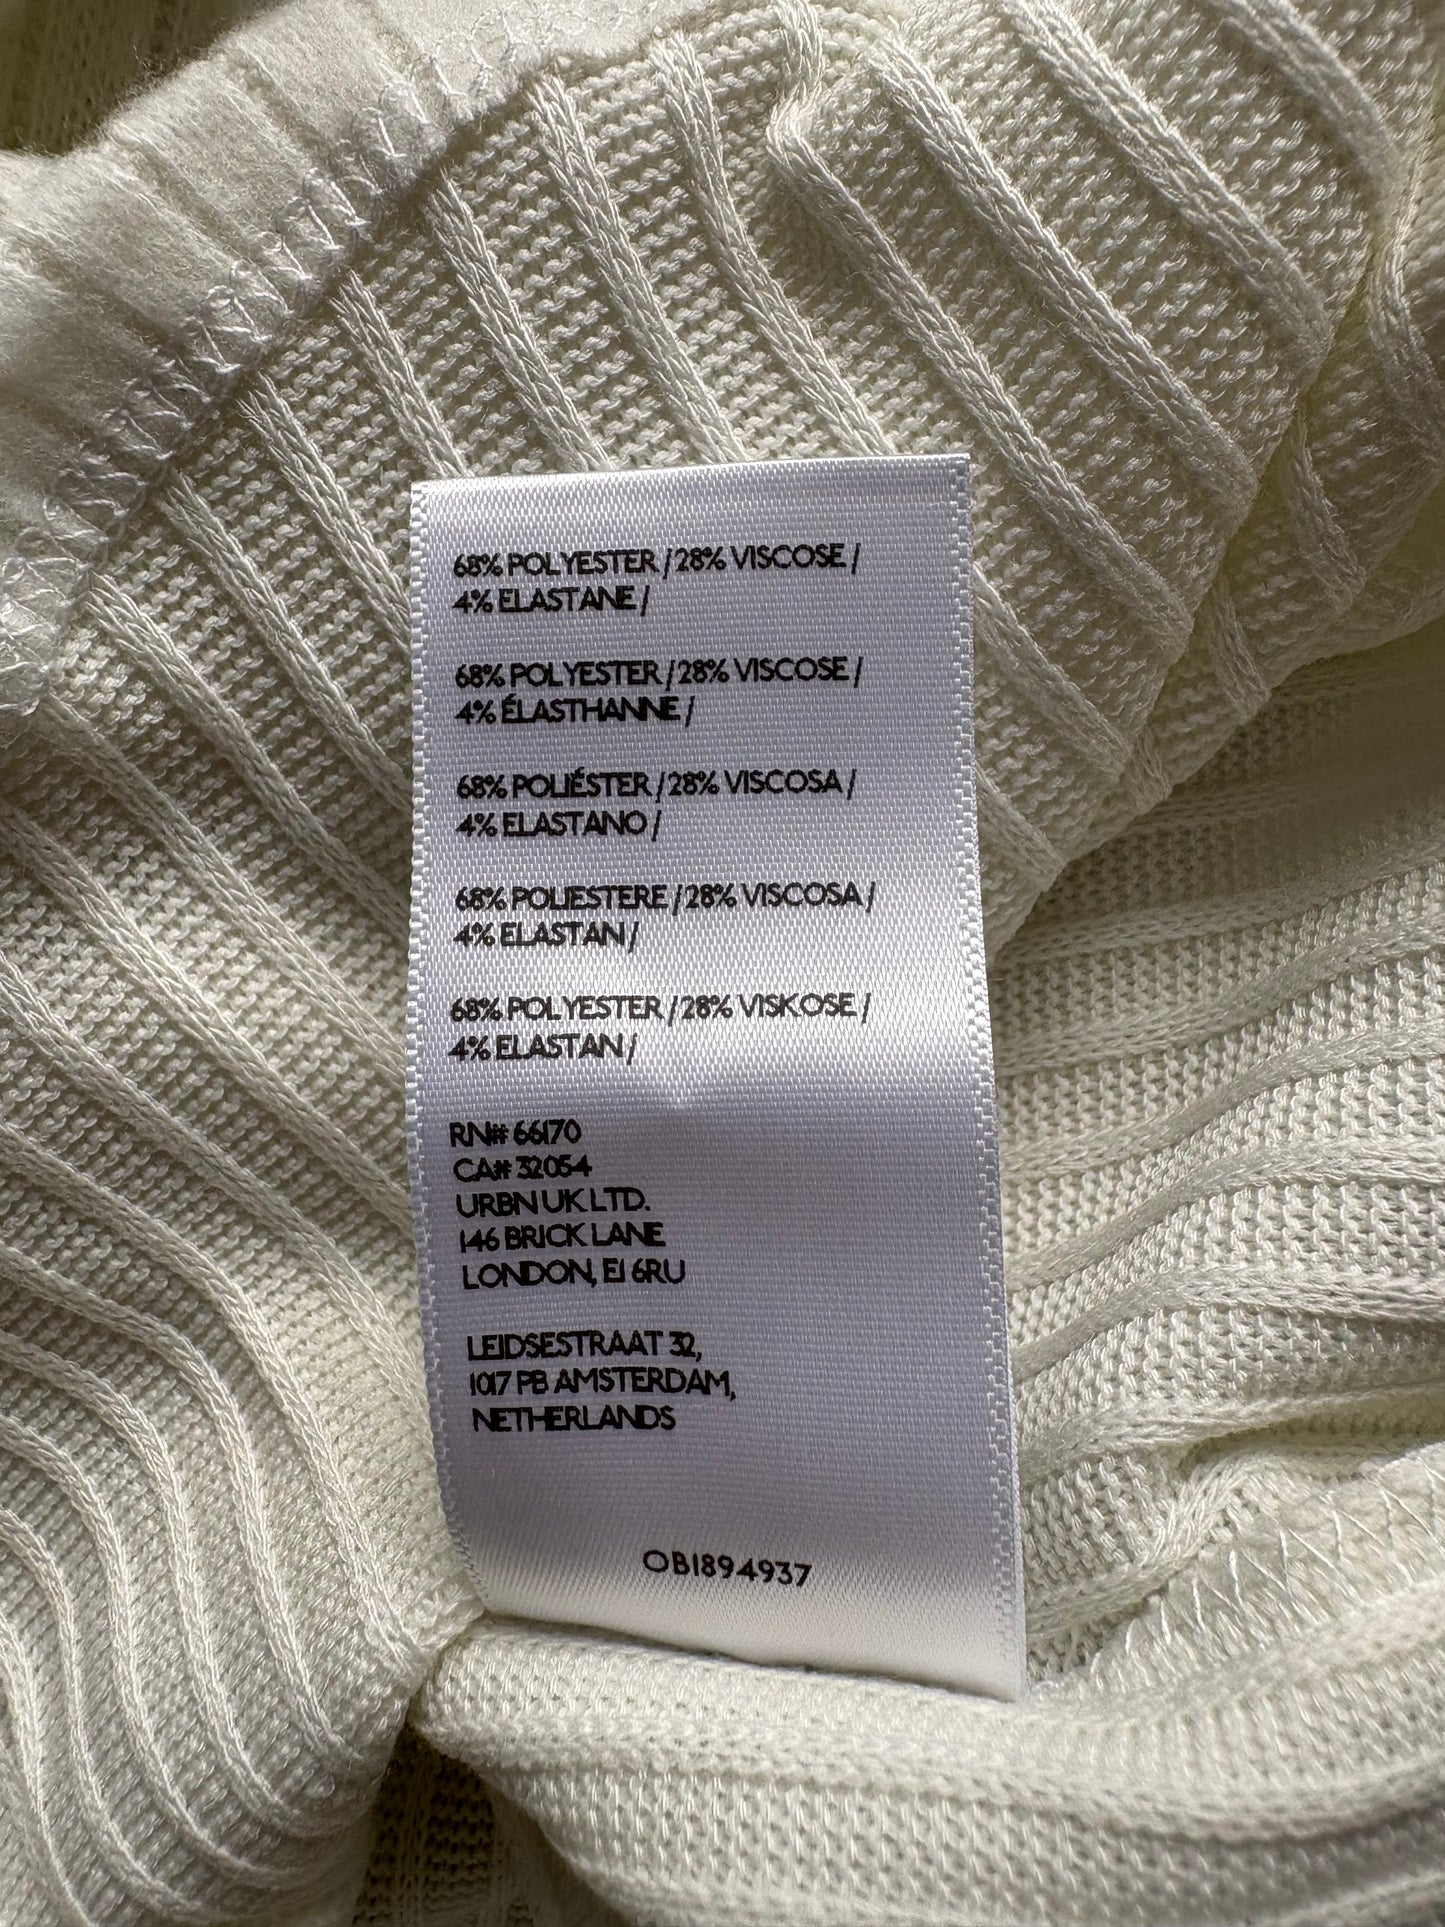 68% POLYESTER / 28% VISCOSE /
4% ELASTANE /
68% POLYESTER / 28% VISCOSE /
4% ÉLASTHANNE /
68% POLIÉSTER / 28% VISCOSA /
4% ELASTANO /
68% POLIESTERE / 28% VISCOSA /
4% ELASTAN /
68% POLYESTER / 28% VISKOSE /
4% ELASTAN /
RN# 66170
CA# 32054
URBN UK LTD.
146 BRICK LANE
LONDON, E1 6RU
LEIDSESTRAAT 32,
1017 PB AMSTERDAM,
NETHERLANDS
OB1894937